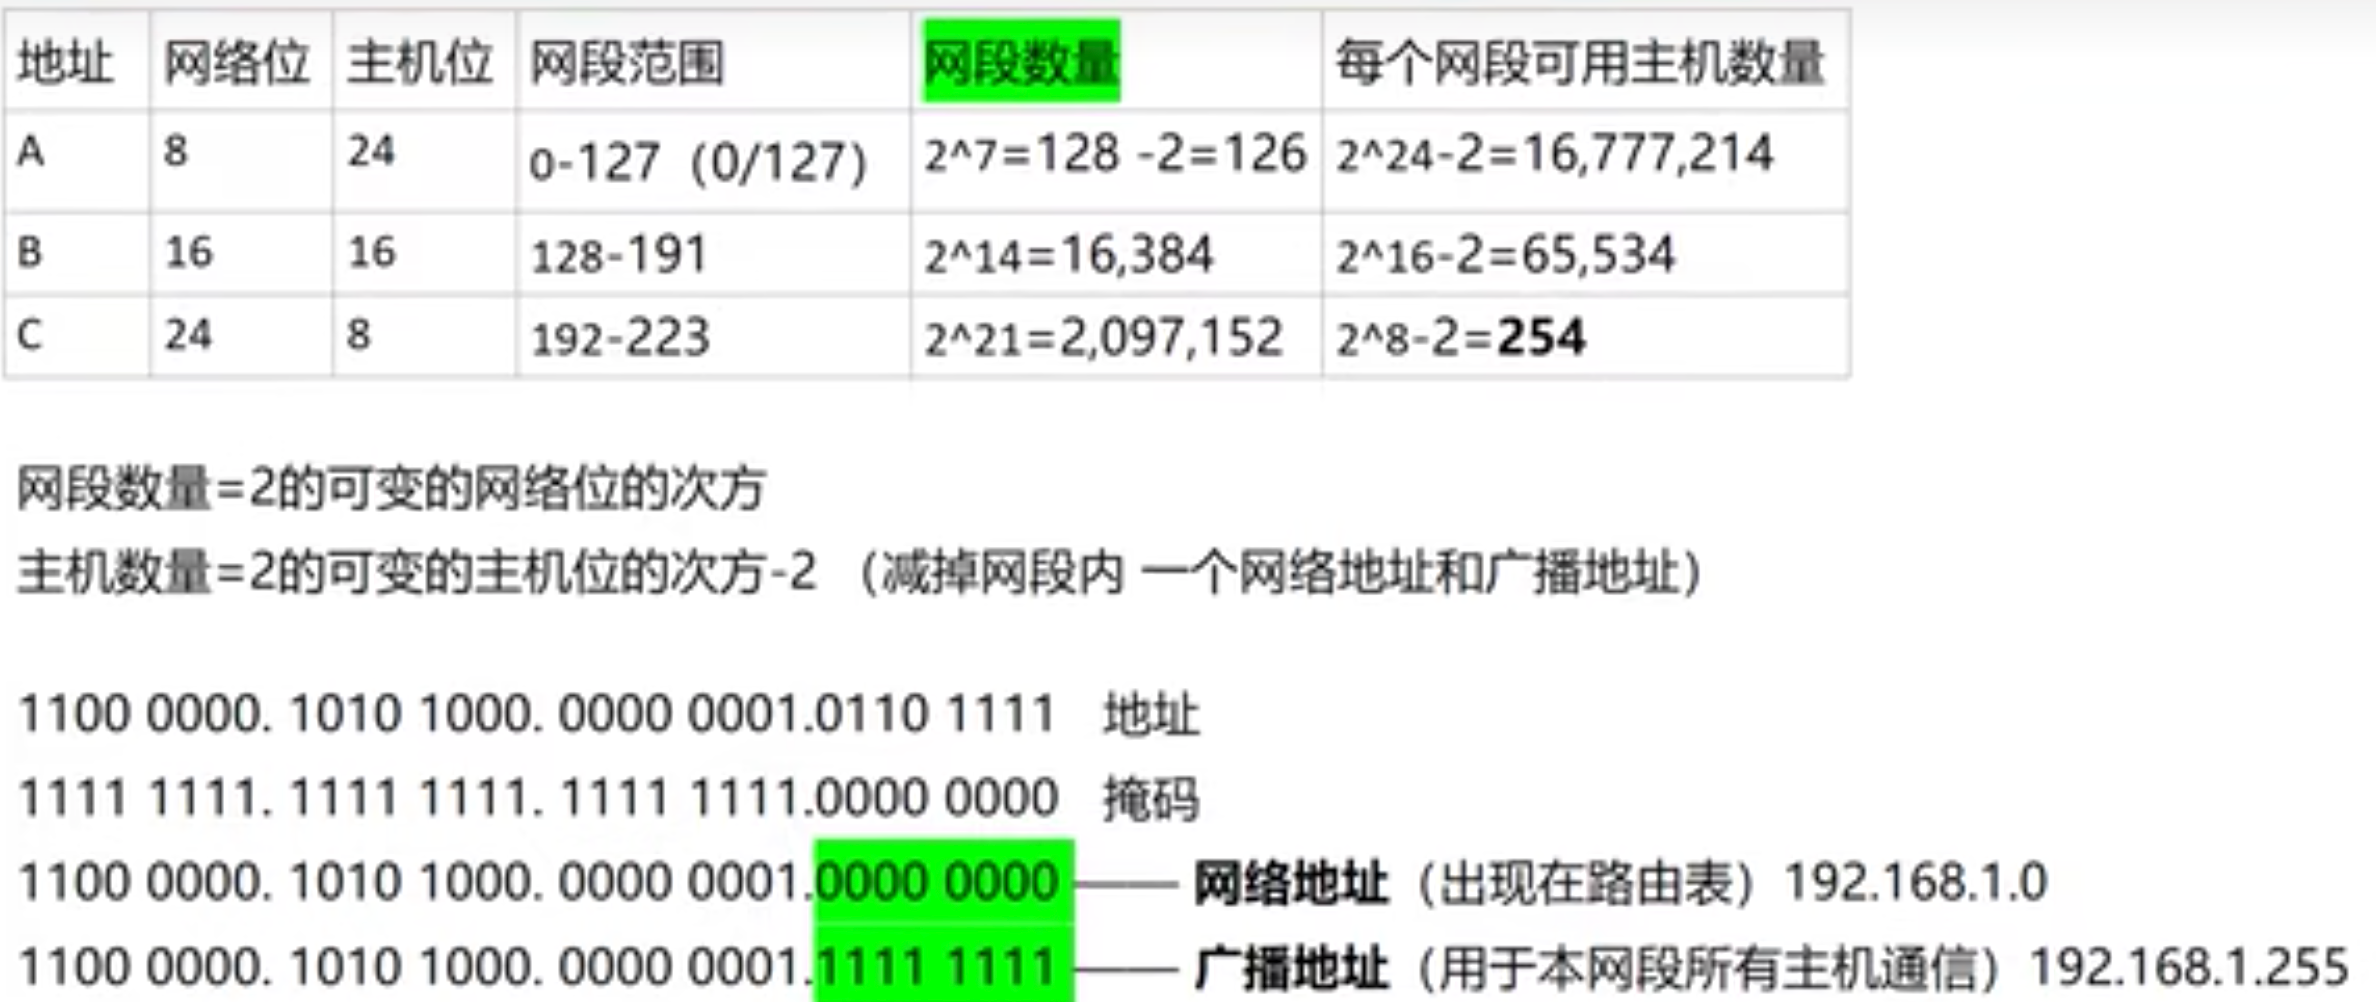 地址 网络位 主机位 网段范围 网段数量 每个网段可用主机数量
A 8 24 0-127（0/127） 2^7=128 -2=126 2^24-2=16,777,214
B 16 16 128-191 2^14=16,384 2^16-2=65,534
C 24 8 192-223 2^21=2,097,152 2^8-2=254
网段数量=2的可变的网络位的次方
主机数量=2的可变的主机位的次方-2 （减掉网段内 一个网络地址和广播地址）
1100 0000. 1010 1000. 0000 0001.0110 1111 地址
1111 1111. 1111 1111. 1111 1111.0000 0000 掩码
1100 0000. 1010 1000. 0000 0001.0000 0000 —— 网络地址（出现在路由表）192.168.1.0
1100 0000. 1010 1000. 0000 0001.1111 1111 —— 广播地址（用于本网段所有主机通信）192.168.1.255